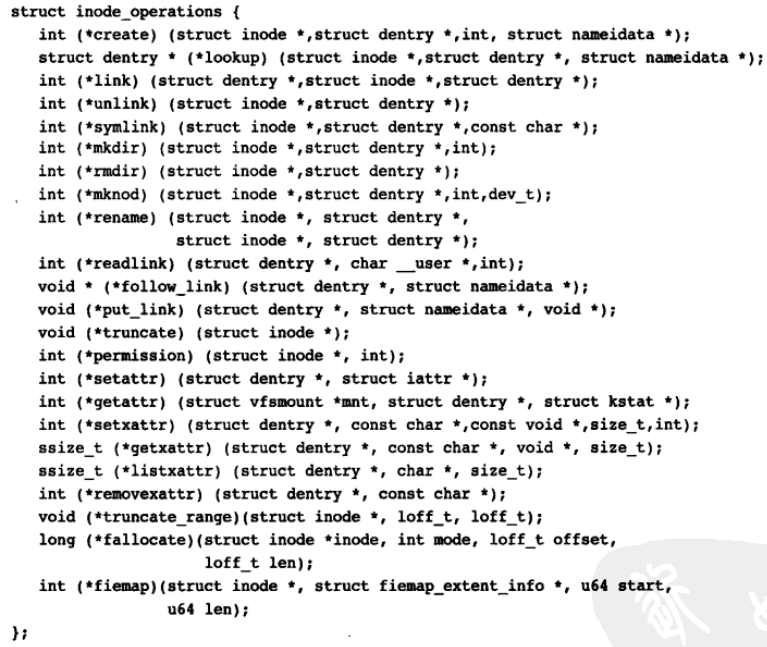 struct inode_operations {
int (*create) (struct inode *,struct dentry *,int, struct nameidata *);
struct dentry * (*lookup) (struct inode *,struct dentry *, struct nameidata *);
int (*link) (struct dentry *,struct inode *,struct dentry *);
int (*unlink) (struct inode *,struct dentry *);
int (*symlink) (struct inode *,struct dentry *,const char *);
int (*mkdir) (struct inode *,struct dentry *,int);
int (*rmdir) (struct inode *,struct dentry *);
int (*mknod) (struct inode *,struct dentry *,int,dev_t);
int (*rename) (struct inode *, struct dentry *,
struct inode *, struct dentry *);
int (*readlink) (struct dentry *, char __user *,int);
void * (*follow_link) (struct dentry *, struct nameidata *);
void (*put_link) (struct dentry *, struct nameidata *, void *);
void (*truncate) (struct inode *);
int (*permission) (struct inode *, int);
int (*setattr) (struct dentry *, struct iattr *);
int (*getattr) (struct vfsmount *mnt, struct dentry *, struct kstat *);
int (*setxattr) (struct dentry *, const char *,const void *,size_t,int);
ssize_t (*getxattr) (struct dentry *, const char *, void *, size_t);
ssize_t (*listxattr) (struct dentry *, char *, size_t);
int (*removexattr) (struct dentry *, const char *);
void (*truncate_range)(struct inode *, loff_t, loff_t);
long (*fallocate)(struct inode *inode, int mode, loff_t offset,
loff_t len);
int (*fiemap)(struct inode *, struct fiemap_extent_info *, u64 start,
u64 len);
};